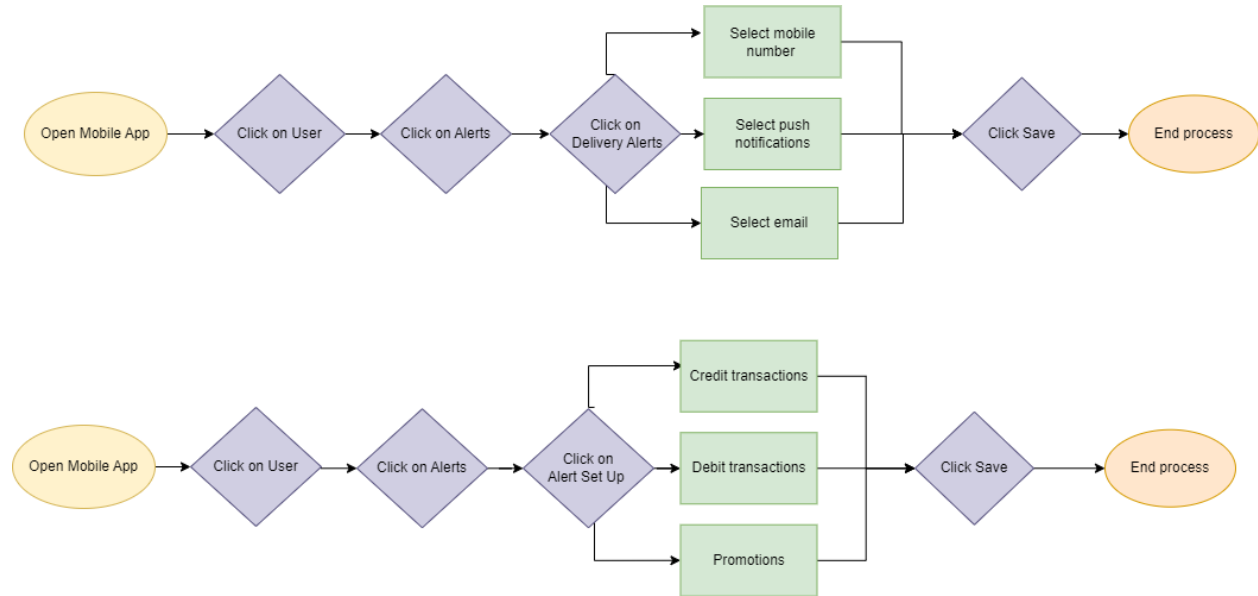 Select mobile
number
Open Mobile App
Click on User
Click on Alerts
Click on
Delivery Alerts
Select push
notifications
Click Save
End process
Select email
Credit transactions
Open Mobile App
Click on User
Click on Alerts
Click on
Alert Set Up
Debit transactions
Click Save
End process
Promotions